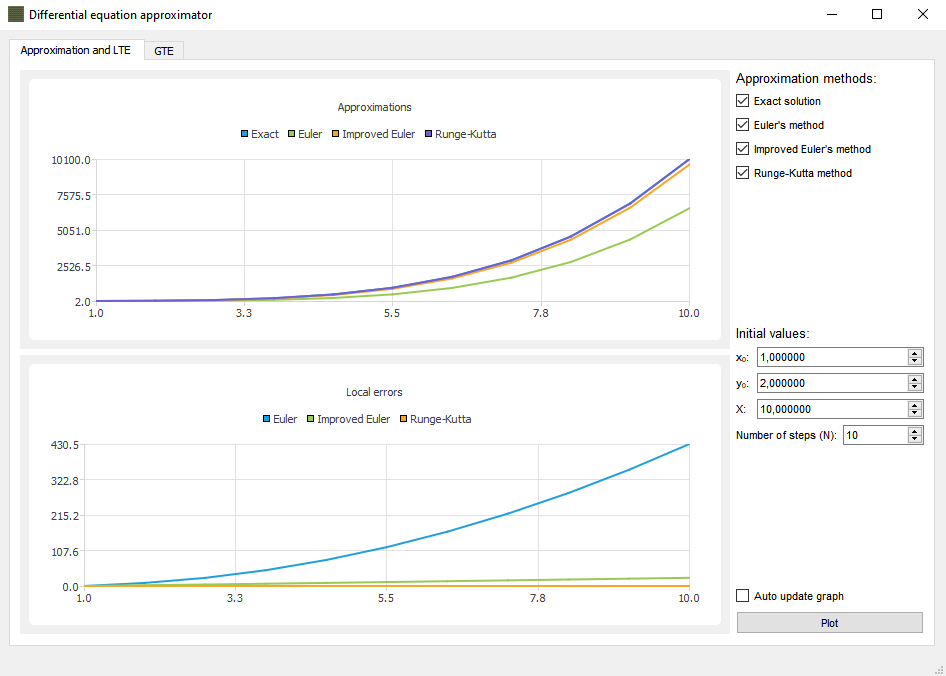 Differential equation approximator
Approximation and LTE
GTE
Approximations
Exact Euler Improved Euler Runge-Kutta
10100.0
7575.5
5051.0
2526.5
2.0
1.0 3.3 5.5 7.8 10.0
Local errors
Euler Improved Euler Runge-Kutta
430.5
322.8
215.2
107.6
0.0
1.0 3.3 5.5 7.8 10.0
Approximation methods:
Exact solution
Euler's method
Improved Euler's method
Runge-Kutta method
Initial values:
x₀: 1,000000
y₀: 2,000000
X: 10,000000
Number of steps (N): 10
Auto update graph
Plot